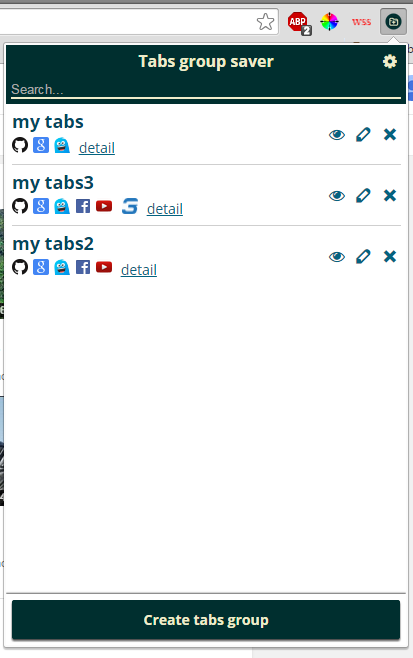 ABP
2
wss
Tabs group saver
Search...
my tabs
detail
my tabs3
detail
my tabs2
detail
Create tabs group